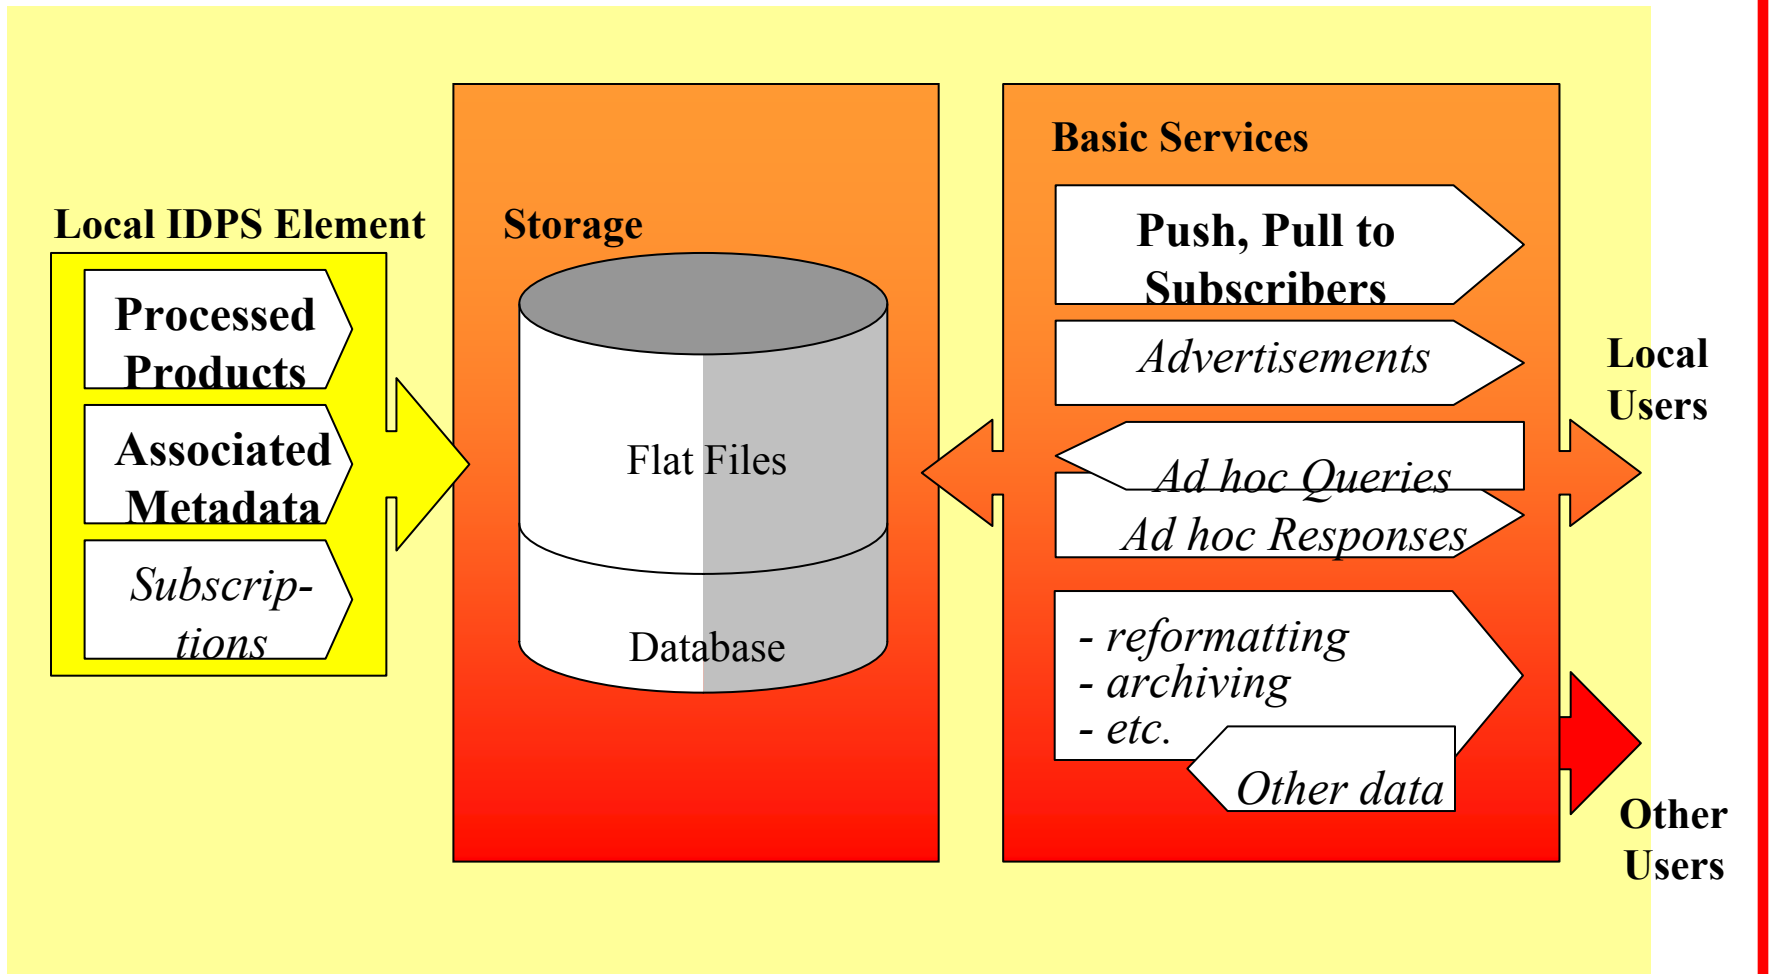 Local IDPS Element
Processed
Products
Associated
Metadata
Subscrip-
tions
Storage
Flat Files
Database
Basic Services
Push, Pull to
Subscribers
Advertisements
Ad hoc Queries
Ad hoc Responses
- reformatting
- archiving
- etc.
Other data
Local
Users
Other
Users